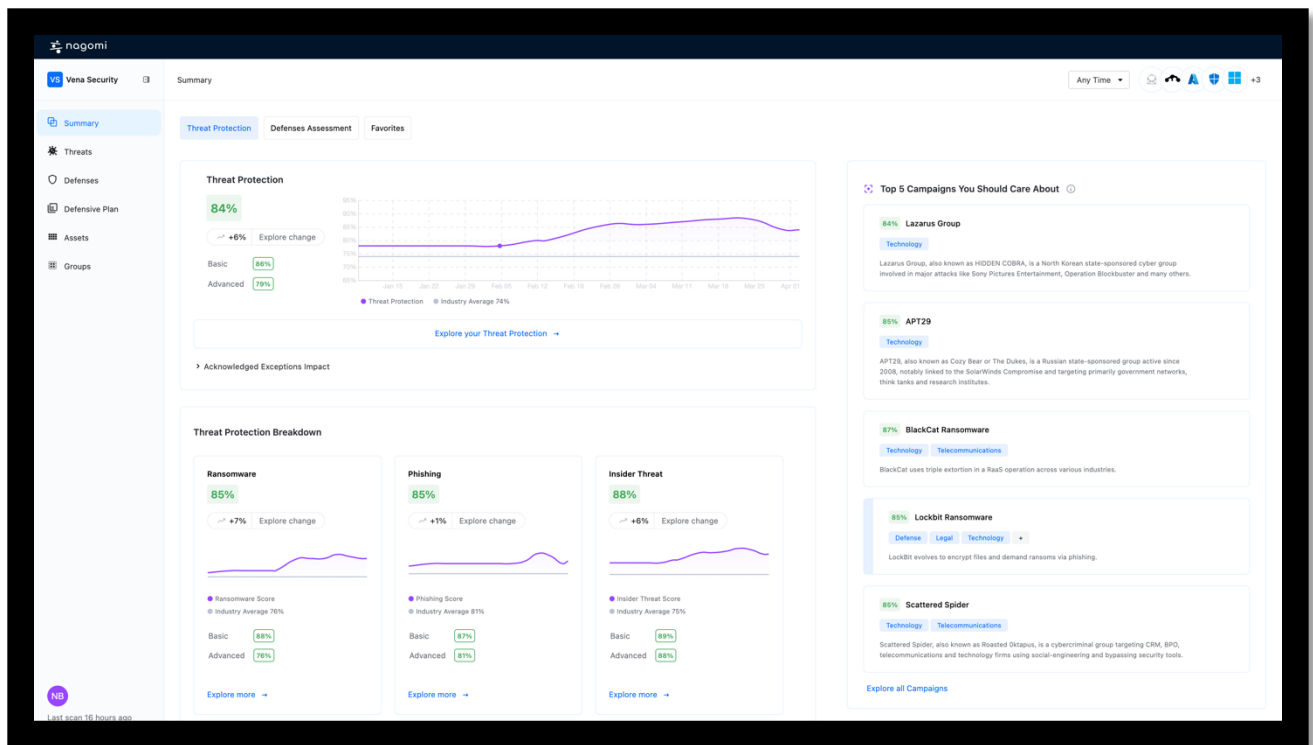 nagomi
VS Vena Security
Summary
Any Time
+3
Summary
Threats
Defenses
Defensive Plan
Assets
Groups
NB
Last scan 16 hours ago
Threat Protection
Defenses Assessment
Favorites
Threat Protection
84%
+6% Explore change
Basic 86%
Advanced 79%
95%
90%
85%
80%
75%
70%
65%
Jan 15 Jan 22 Jan 29 Feb 05 Feb 12 Feb 19 Feb 26 Mar 04 Mar 11 Mar 18 Mar 25 Apr 01
Threat Protection Industry Average 74%
Explore your Threat Protection →
Acknowledged Exceptions Impact
Threat Protection Breakdown
Ransomware
85%
+7% Explore change
Ransomware Score
Industry Average 76%
Basic 88%
Advanced 76%
Explore more →
Phishing
85%
+1% Explore change
Phishing Score
Industry Average 81%
Basic 87%
Advanced 81%
Explore more →
Insider Threat
88%
+6% Explore change
Insider Threat Score
Industry Average 75%
Basic 89%
Advanced 88%
Explore more →
Top 5 Campaigns You Should Care About
84% Lazarus Group
Technology
Lazarus Group, also known as HIDDEN COBRA, is a North Korean state-sponsored cyber group
involved in major attacks like Sony Pictures Entertainment, Operation Blockbuster and many others.
85% APT29
Technology
APT29, also known as Cozy Bear or The Dukes, is a Russian state-sponsored group active since
2008, notably linked to the SolarWinds Compromise and targeting primarily government networks,
think tanks and research institutes.
87% BlackCat Ransomware
Technology Telecommunications
BlackCat uses triple extortion in a RaaS operation across various industries.
85% Lockbit Ransomware
Defense Legal Technology +
LockBit evolves to encrypt files and demand ransoms via phishing.
85% Scattered Spider
Technology Telecommunications
Scattered Spider, also known as Roasted 0ktapus, is a cybercriminal group targeting CRM, BPO,
telecommunications and technology firms using social-engineering and bypassing security tools.
Explore all Campaigns